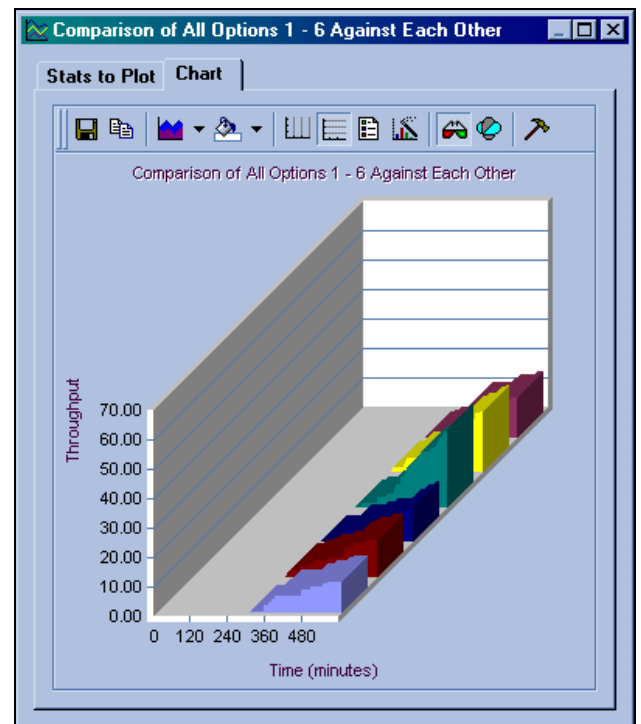 Comparison of All Options 1 - 6 Against Each Other
Stats to Plot
Chart
Comparison of All Options 1 - 6 Against Each Other
Throughput
70.00
60.00
50.00
40.00
30.00
20.00
10.00
0.00
0 120 240 360 480
Time (minutes)